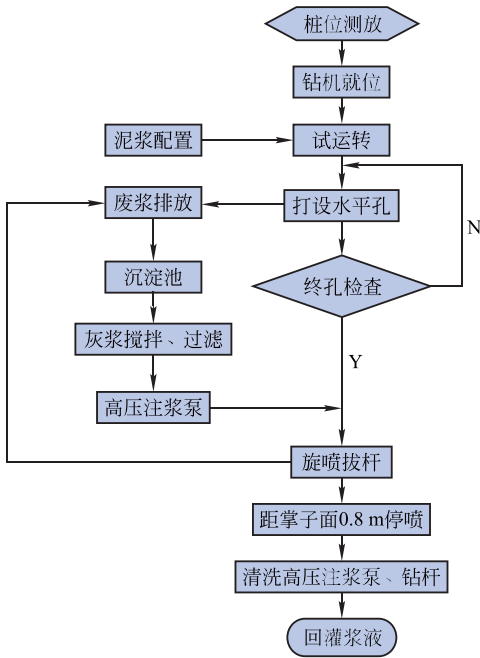 桩位测放
钻机就位
泥浆配置
试运转
废浆排放
打设水平孔
N
沉淀池
终孔检查
灰浆搅拌、过滤
Y
高压注浆泵
旋喷拔杆
距掌子面0.8 m停喷
清洗高压注浆泵、钻杆
回灌浆液